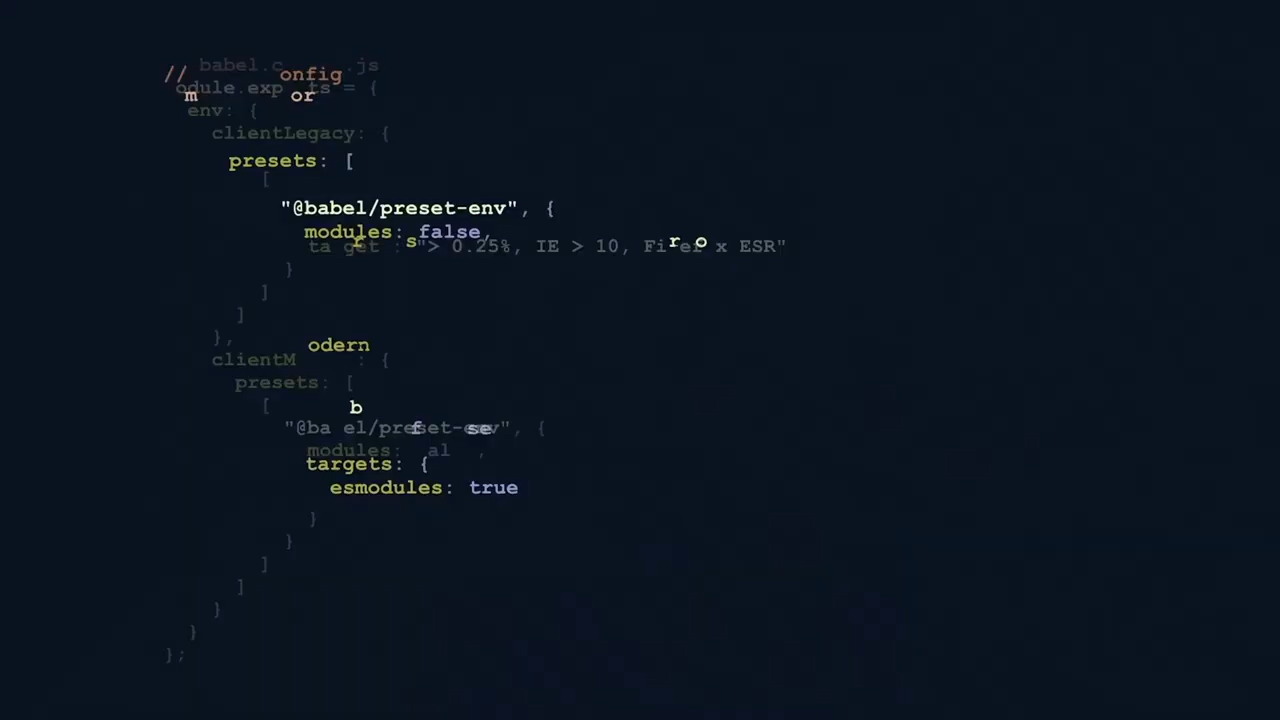 // babel.config.js
module.exports = {
env: {
clientLegacy: {
presets: [
[
"@babel/preset-env", {
modules: false,
targets: "> 0.25%, IE > 10, Firefox ESR"
}
]
]
},
clientModern: {
presets: [
[
"@babel/preset-env", {
modules: false,
targets: {
esmodules: true
}
}
]
]
}
}
};